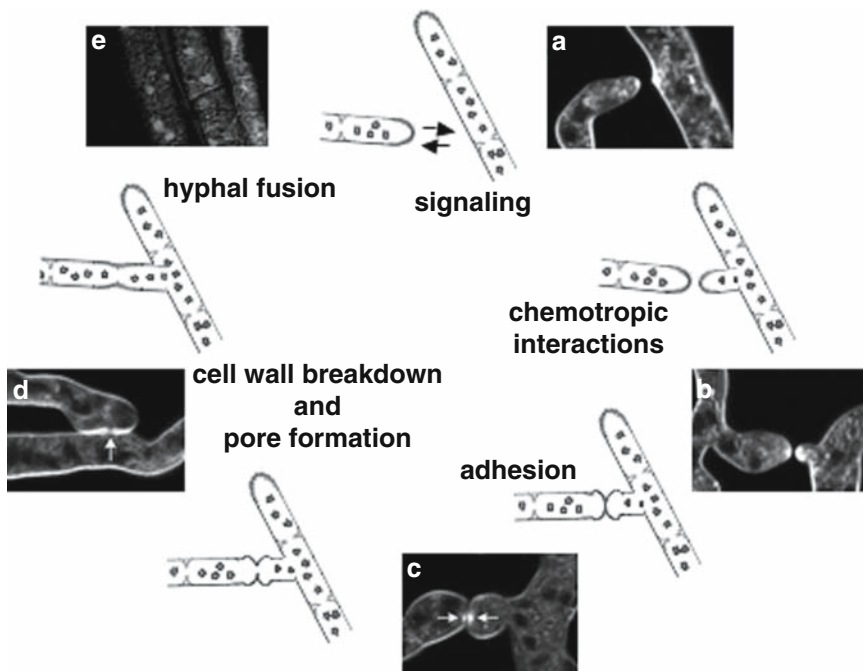 e
a
hyphal fusion
signaling
chemotropic
interactions
d
cell wall breakdown
and
pore formation
b
adhesion
c